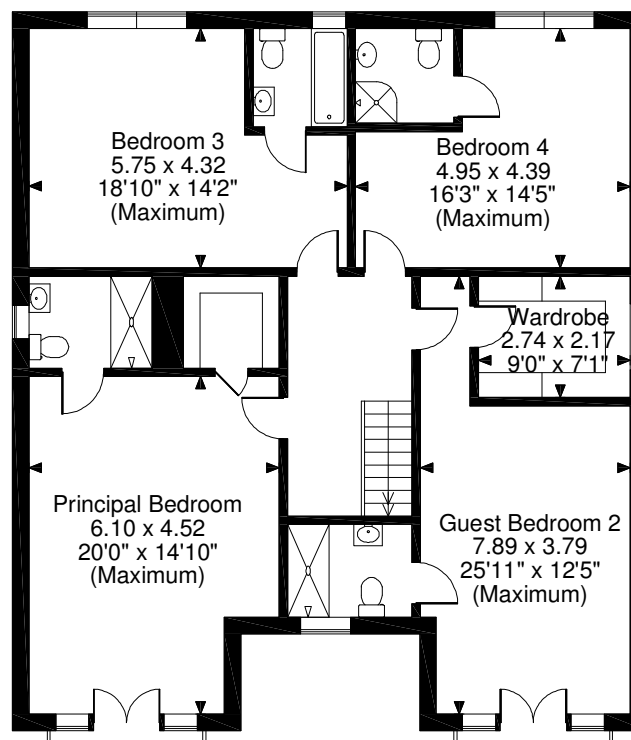 Bedroom 3
5.75 x 4.32
18'10" x 14'2"
(Maximum)
Bedroom 4
4.95 x 4.39
16'3" x 14'5"
(Maximum)
Wardrobe
2.74 x 2.17
9'0" x 7'1"
Principal Bedroom
6.10 x 4.52
20'0" x 14'10"
(Maximum)
Guest Bedroom 2
7.89 x 3.79
25'11" x 12'5"
(Maximum)